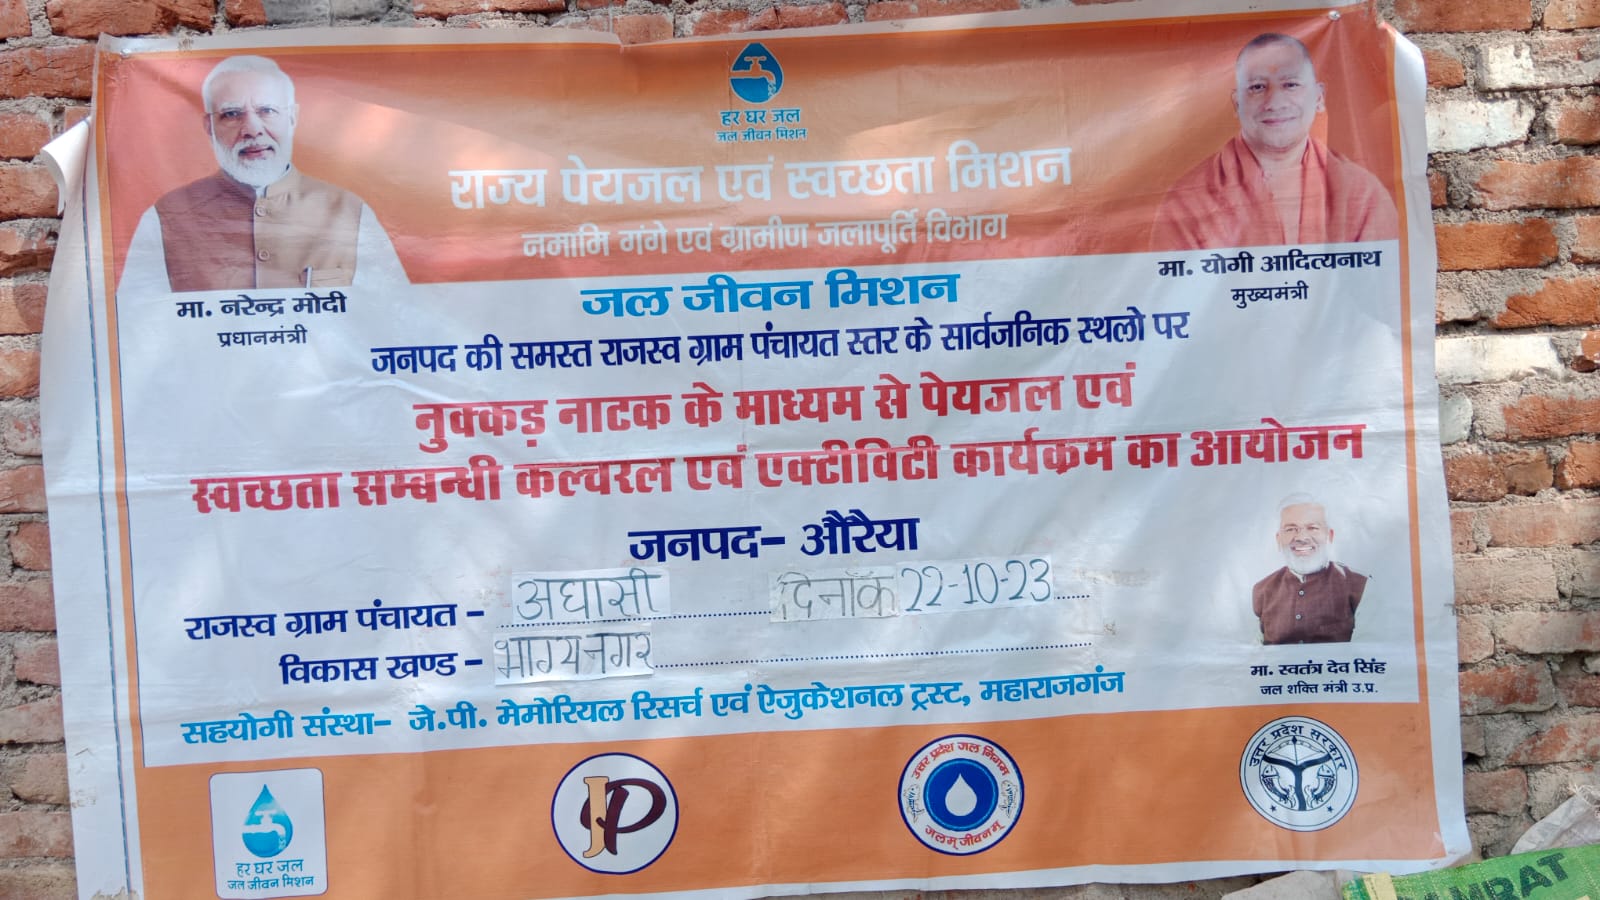 हर घर जल
जल जीवन मिशन
राज्य पेयजल एवं स्वच्छता मिशन
नमामि गंगे एवं ग्रामीण जलापूर्ति विभाग
मा. नरेन्द्र मोदी
प्रधानमंत्री
मा. योगी आदित्यनाथ
मुख्यमंत्री
जल जीवन मिशन
जनपद की समस्त राजस्व ग्राम पंचायत स्तर के सार्वजनिक स्थलो पर
नुक्कड़ नाटक के माध्यम से पेयजल एवं
स्वच्छता सम्बन्धी कल्चरल एवं एक्टीविटी कार्यक्रम का आयोजन
जनपद- औरैया
राजस्व ग्राम पंचायत - अघासी दिनाँक 22-10-23
विकास खण्ड - भाग्यनगर
मा. स्वतंत्र देव सिंह
जल शक्ति मंत्री उ.प्र.
सहयोगी संस्था- जे.पी. मेमोरियल रिसर्च एवं ऐजुकेशनल ट्रस्ट, महाराजगंज
हर घर जल
जल जीवन मिशन
JP
उत्तर प्रदेश जल निगम
जलम् जीवनम्
उत्तर प्रदेश सरकार